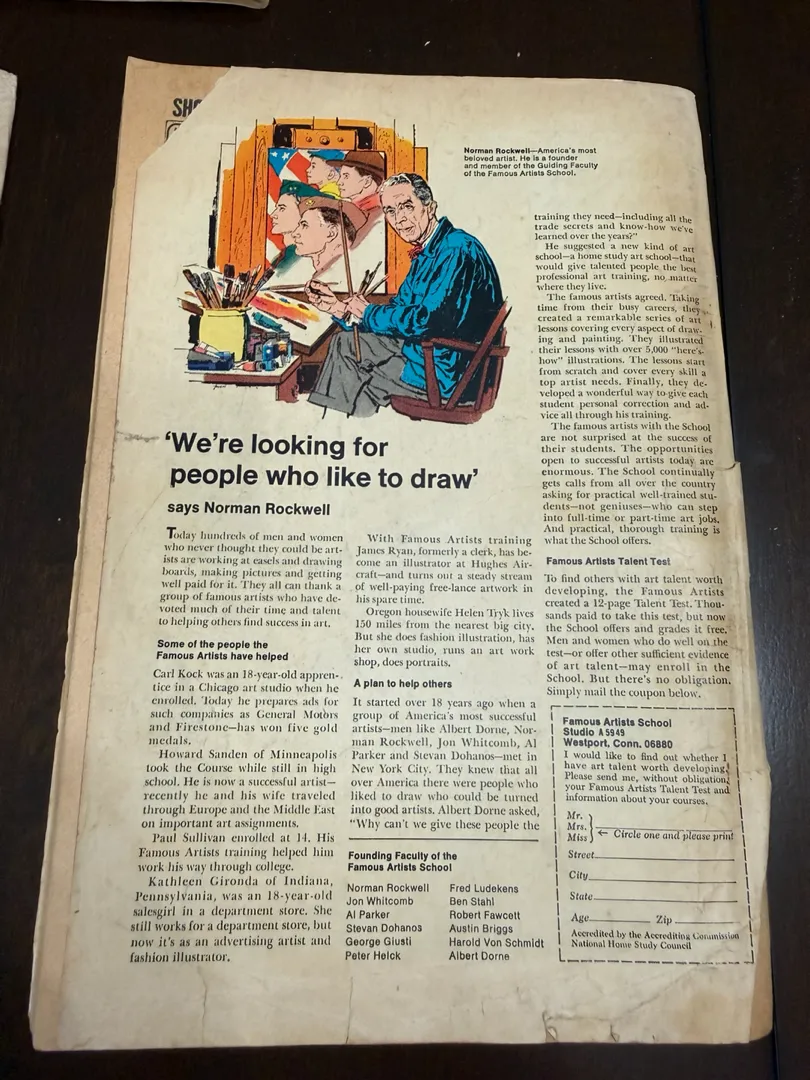 SHO
Norman Rockwell—America's most
beloved artist. He is a founder
and member of the Guiding Faculty
of the Famous Artists School.
'We're looking for
people who like to draw'
says Norman Rockwell
Today hundreds of men and women
who never thought they could be art-
ists are working at easels and drawing
boards, making pictures and getting
well paid for it. They all can thank a
group of famous artists who have de-
voted much of their time and talent
to helping others find success in art.
Some of the people the
Famous Artists have helped
Carl Kock was an 18-year-old appren-
tice in a Chicago art studio when he
enrolled. Today he prepares ads for
such companies as General Motors
and Firestone—has won five gold
medals.
Howard Sanden of Minneapolis
took the Course while still in high
school. He is now a successful artist—
recently he and his wife traveled
through Europe and the Middle East
on important art assignments.
Paul Sullivan enrolled at 14. His
Famous Artists training helped him
work his way through college.
Kathleen Gironda of Indiana,
Pennsylvania, was an 18-year-old
salesgirl in a department store. She
still works for a department store, but
now it's as an advertising artist and
fashion illustrator.
With Famous Artists training
James Ryan, formerly a clerk, has be-
come an illustrator at Hughes Air-
craft—and turns out a steady stream
of well-paying free-lance artwork in
his spare time.
Oregon housewife Helen Tryk lives
150 miles from the nearest big city.
But she does fashion illustration, has
her own studio, runs an art work
shop, does portraits.
A plan to help others
It started over 18 years ago when a
group of America's most successful
artists—men like Albert Dorne, Nor-
man Rockwell, Jon Whitcomb, Al
Parker and Stevan Dohanos—met in
New York City. They knew that all
over America there were people who
liked to draw who could be turned
into good artists. Albert Dorne asked,
"Why can't we give these people the
Founding Faculty of the
Famous Artists School
Norman Rockwell
Jon Whitcomb
Al Parker
Stevan Dohanos
George Giusti
Peter Helck
Fred Ludekens
Ben Stahl
Robert Fawcett
Austin Briggs
Harold Von Schmidt
Albert Dorne
training they need—including all the
trade secrets and know-how we've
learned over the years?"
He suggested a new kind of art
school—a home study art school—that
would give talented people the best
professional art training, no matter
where they live.
The famous artists agreed. Taking
time from their busy careers, they
created a remarkable series of art
lessons covering every aspect of draw-
ing and painting. They illustrated
their lessons with over 5,000 "here's-
how" illustrations. The lessons start
from scratch and cover every skill a
top artist needs. Finally, they de-
veloped a wonderful way to give each
student personal correction and ad-
vice all through his training.
The famous artists with the School
are not surprised at the success of
their students. The opportunities
open to successful artists today are
enormous. The School continually
gets calls from all over the country
asking for practical well-trained stu-
dents—not geniuses—who can step
into full-time or part-time art jobs.
And practical, thorough training is
what the School offers.
Famous Artists Talent Test
To find others with art talent worth
developing, the Famous Artists
created a 12-page Talent Test. Thou-
sands paid to take this test, but now
the School offers and grades it free.
Men and women who do well on the
test—or offer other sufficient evidence
of art talent—may enroll in the
School. But there's no obligation.
Simply mail the coupon below.
Famous Artists School
Studio A5949
Westport, Conn. 06880
I would like to find out whether I
have art talent worth developing.
Please send me, without obligation,
your Famous Artists Talent Test and
information about your courses.
Mr.
Mrs.
Miss
← Circle one and please print
Street
City
State
Age Zip
Accredited by the Accrediting Commission
National Home Study Council